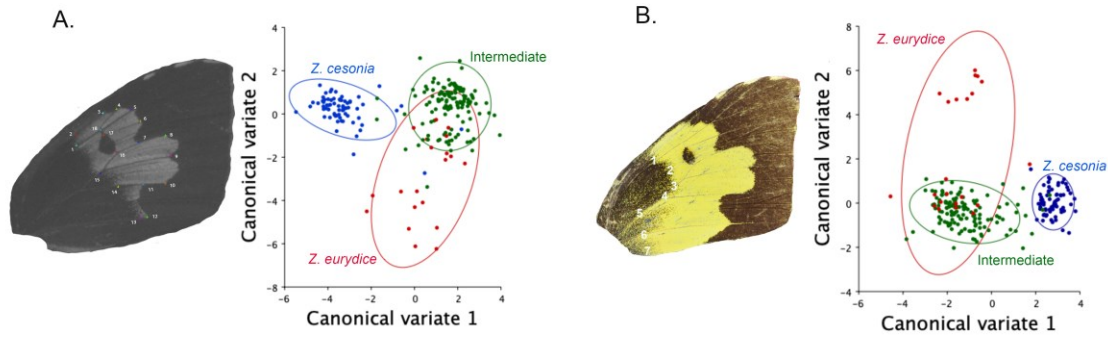 A.
Z. cesonia
Intermediate
Z. eurydice
Canonical variate 2
4
2
0
-2
-4
-6
-8
-6
-4
-2
0
2
4
Canonical variate 1
B.
1
2
3
4
5
6
7
Z. eurydice
Z. cesonia
Intermediate
Canonical variate 2
8
6
4
2
0
-2
-4
-6
-4
-2
0
2
4
Canonical variate 1